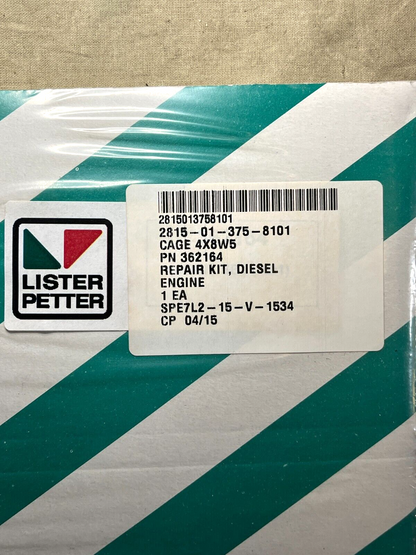 2815013758101
2815-01-375-8101
CAGE 4X8W5
PN 362164
REPAIR KIT, DIESEL
ENGINE
1 EA
SPE7L2-15-V-1534
CP 04/15
LISTER
PETTER